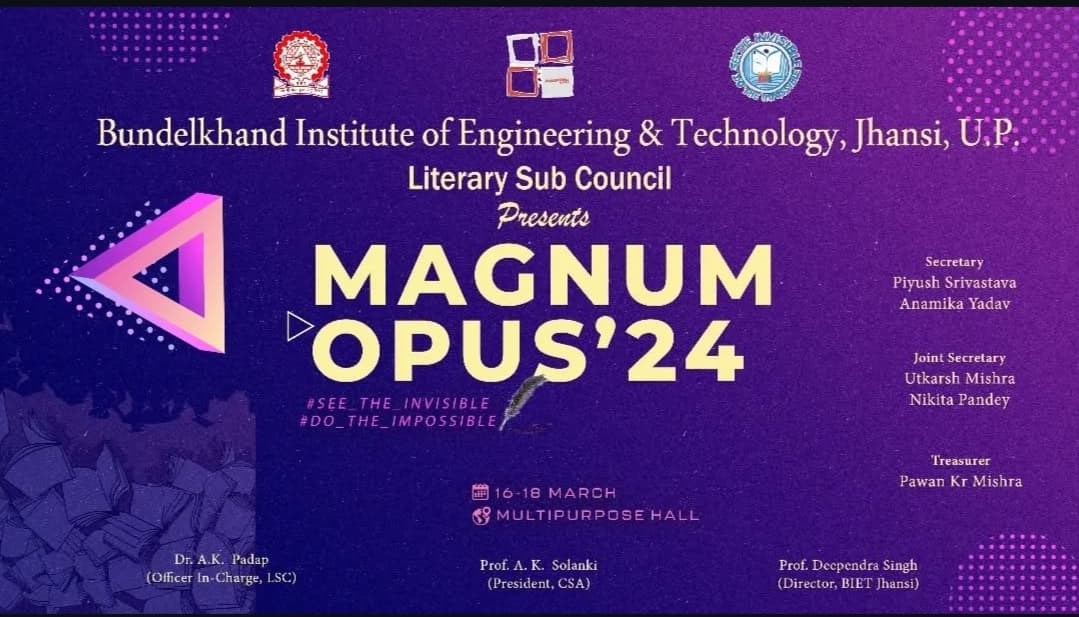 Bundelkhand Institute of Engineering & Technology, Jhansi, U.P.
Literary Sub Council
Presents
MAGNUM
OPUS'24
#SEE_THE_INVISIBLE
#DO_THE_IMPOSSIBLE
16-18 MARCH
MULTIPURPOSE HALL
Secretary
Piyush Srivastava
Anamika Yadav
Joint Secretary
Utkarsh Mishra
Nikita Pandey
Treasurer
Pawan Kr Mishra
Dr. A.K. Padap
(Officer In-Charge, LSC)
Prof. A. K. Solanki
(President, CSA)
Prof. Deependra Singh
(Director, BIET Jhansi)